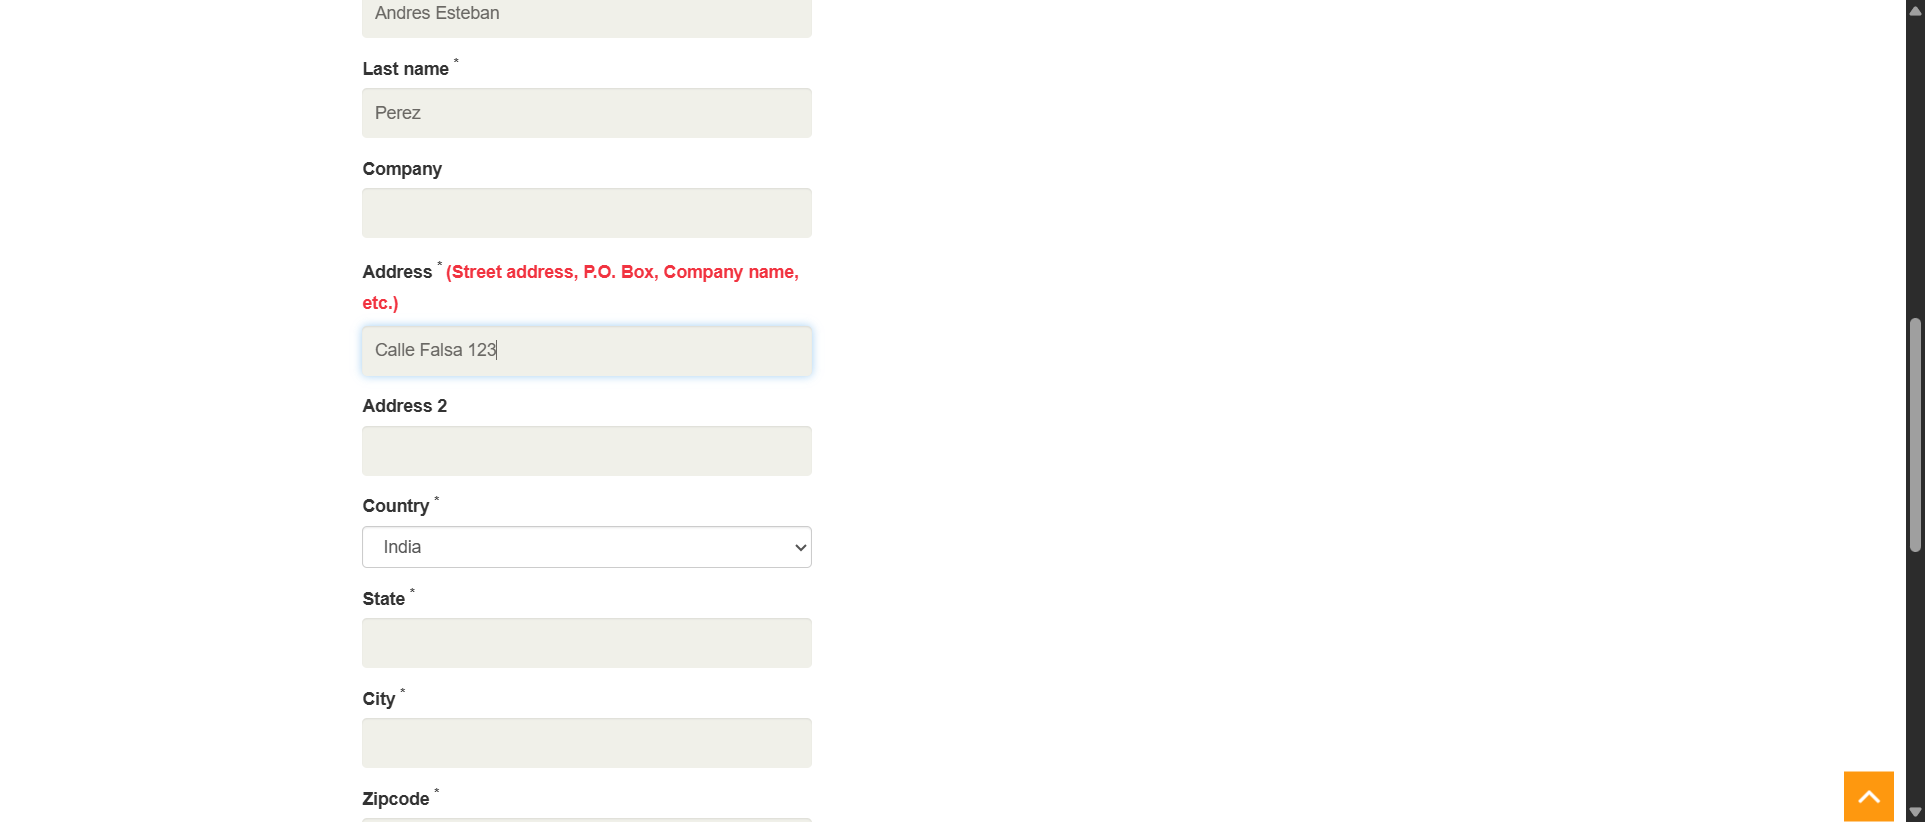 Andres Esteban
Last name *
Perez
Company
Address * (Street address, P.O. Box, Company name,
etc.)
Calle Falsa 123
Address 2
Country *
India
State *
City *
Zipcode *